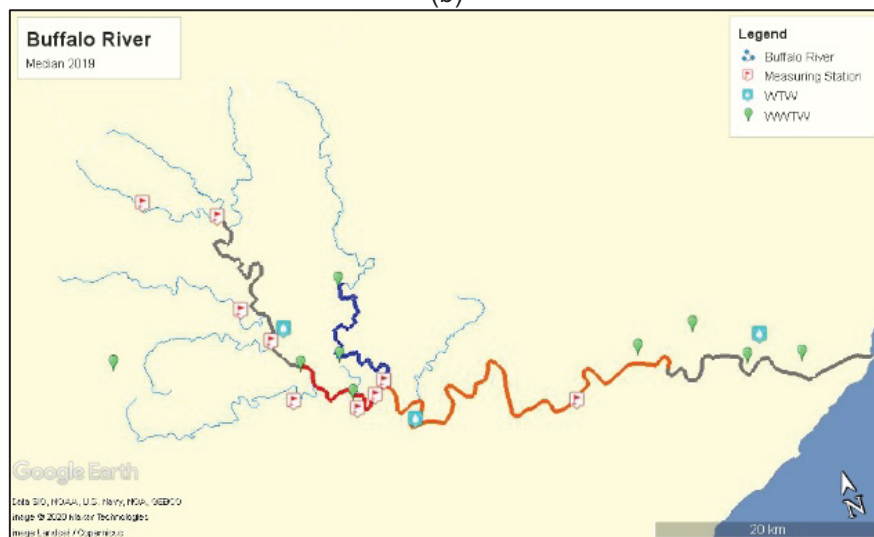 (b)
Buffalo River
Median 2019
Legend
Buffalo River
Measuring Station
WTW
WWTW
Google Earth
Data SIO, NOAA, U.S. Navy, NGA, GEBCO
Image © 2020 Maxar Technologies
Image Landsat / Copernicus
N
20 km